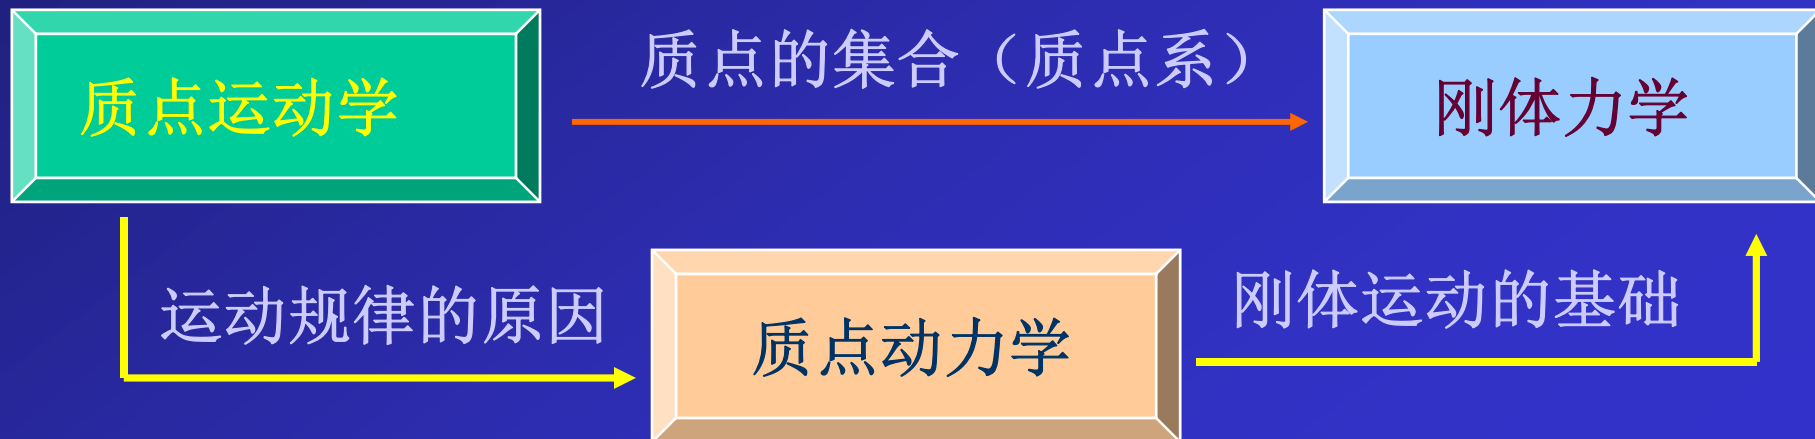 质点的集合（质点系）
质点运动学
刚体力学
运动规律的原因
刚体运动的基础
质点动力学